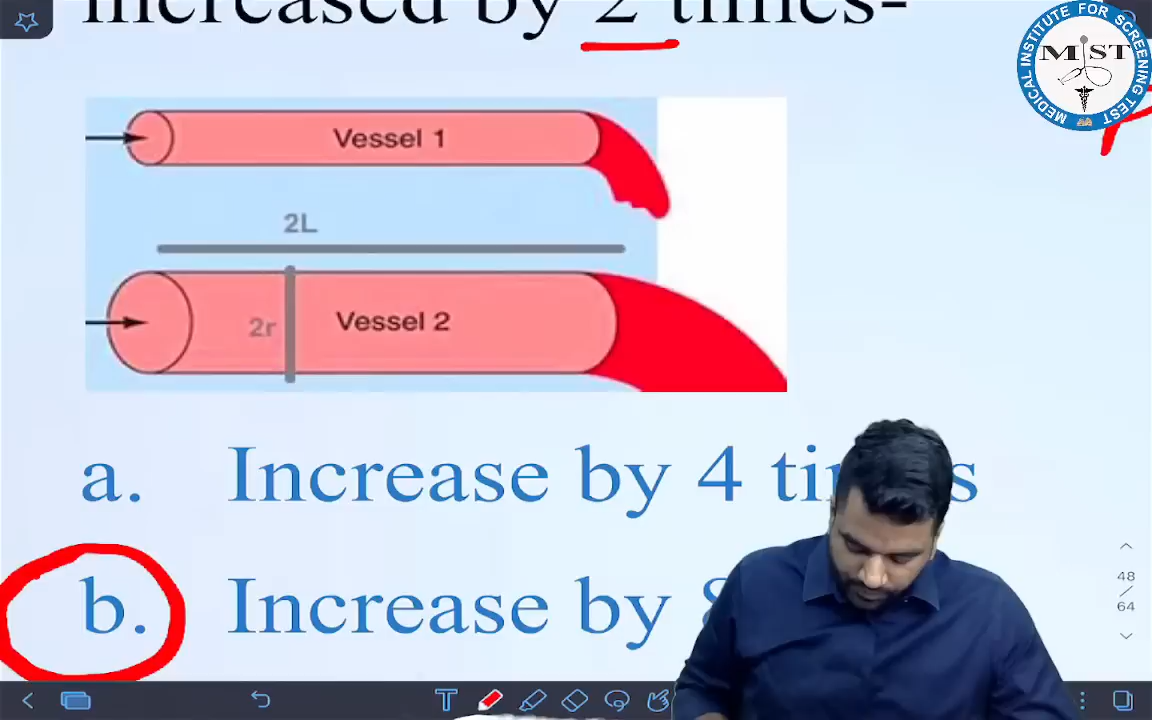 increased by 2 times-
MEDICAL INSTITUTE FOR SCREENING TEST
MIST
Vessel 1
2L
2r
Vessel 2
a. Increase by 4
b. Increase by
48
64